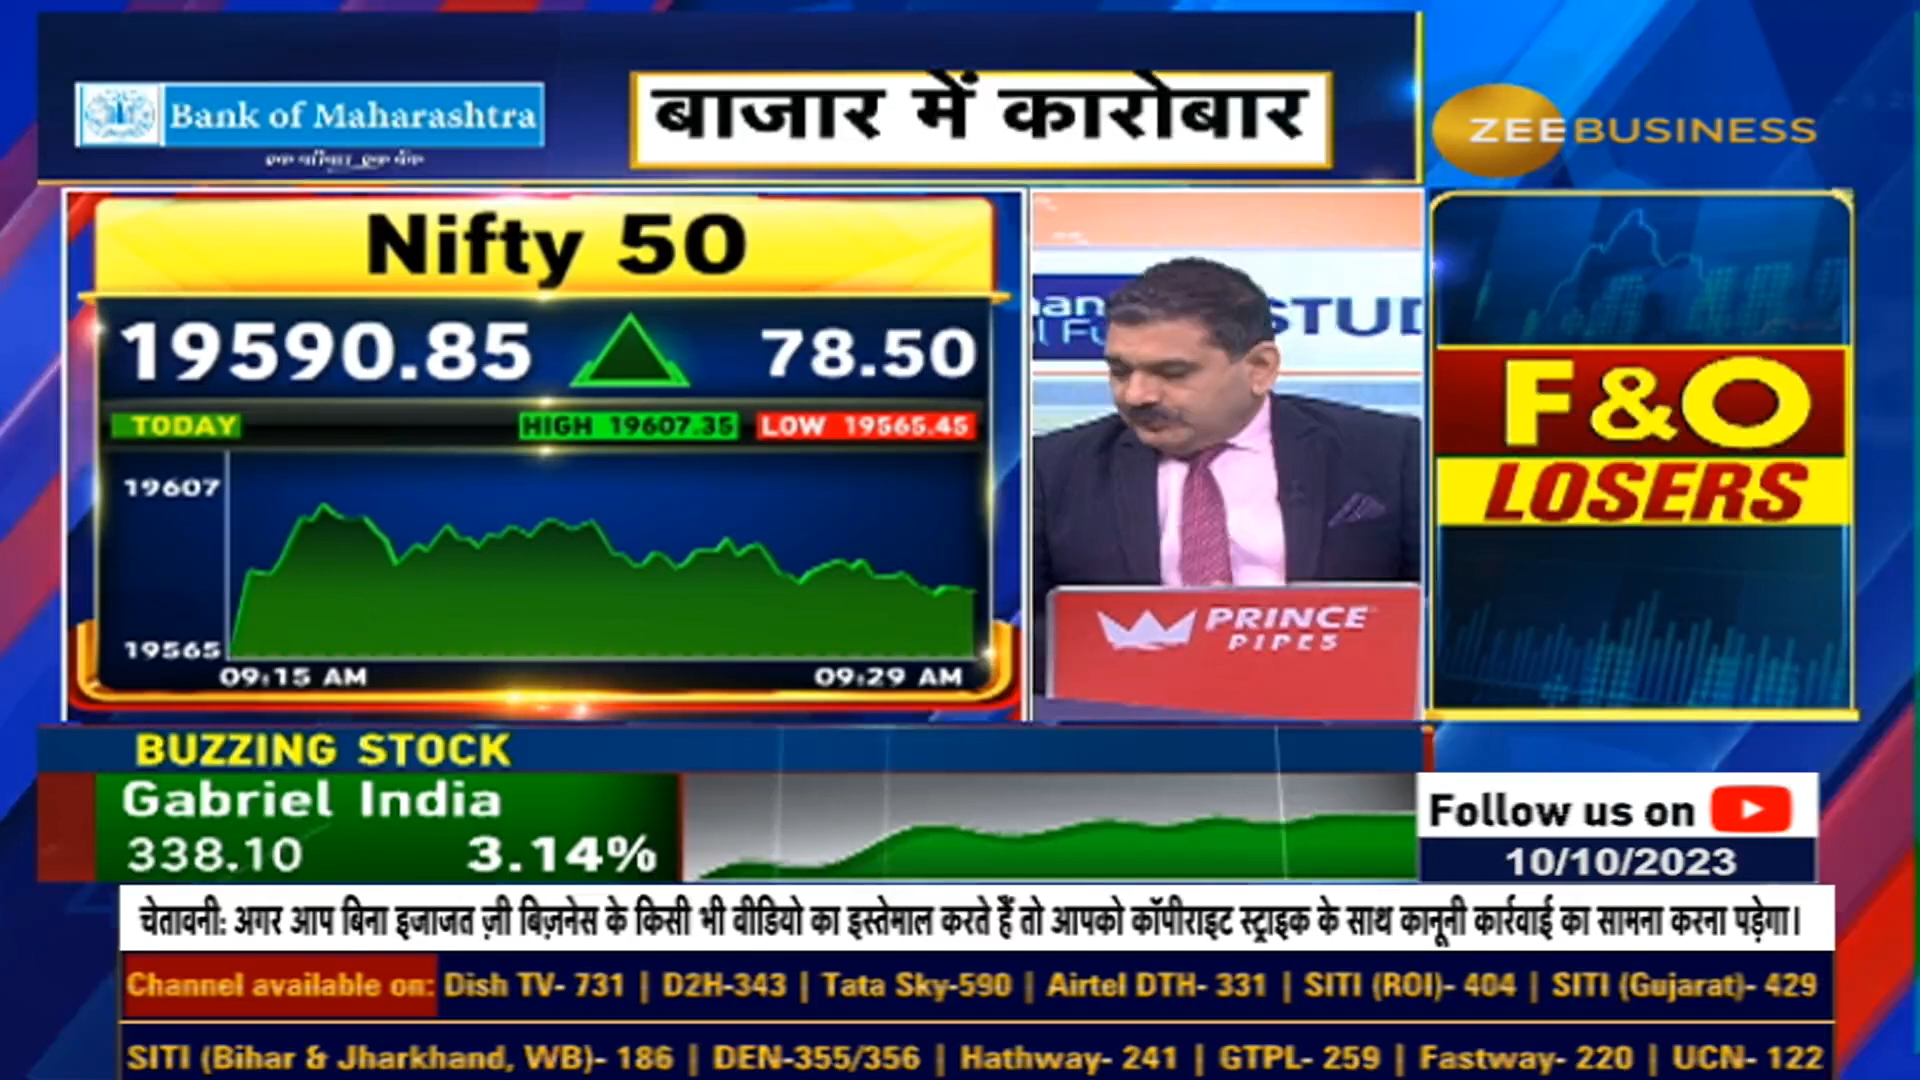 Bank of Maharashtra
एक परिवार एक बैंक
बाजार में कारोबार
ZEEBUSINESS
Nifty 50
19590.85 78.50
TODAY HIGH 19607.35 LOW 19565.45
19607
19565
09:15 AM 09:29 AM
STUD
PRINCE
PIPES
F&O
LOSERS
BUZZING STOCK
Gabriel India
338.10 3.14%
Follow us on
10/10/2023
चेतावनी: अगर आप बिना इजाजत ज़ी बिज़नेस के किसी भी वीडियो का इस्तेमाल करते हैं तो आपको कॉपीराइट स्ट्राइक के साथ कानूनी कार्रवाई का सामना करना पड़ेगा।
Channel available on: Dish TV- 731 | D2H-343 | Tata Sky-590 | Airtel DTH- 331 | SITI (ROI)- 404 | SITI (Gujarat)- 429
SITI (Bihar & Jharkhand, WB)- 186 | DEN-355/356 | Hathway- 241 | GTPL- 259 | Fastway- 220 | UCN- 122